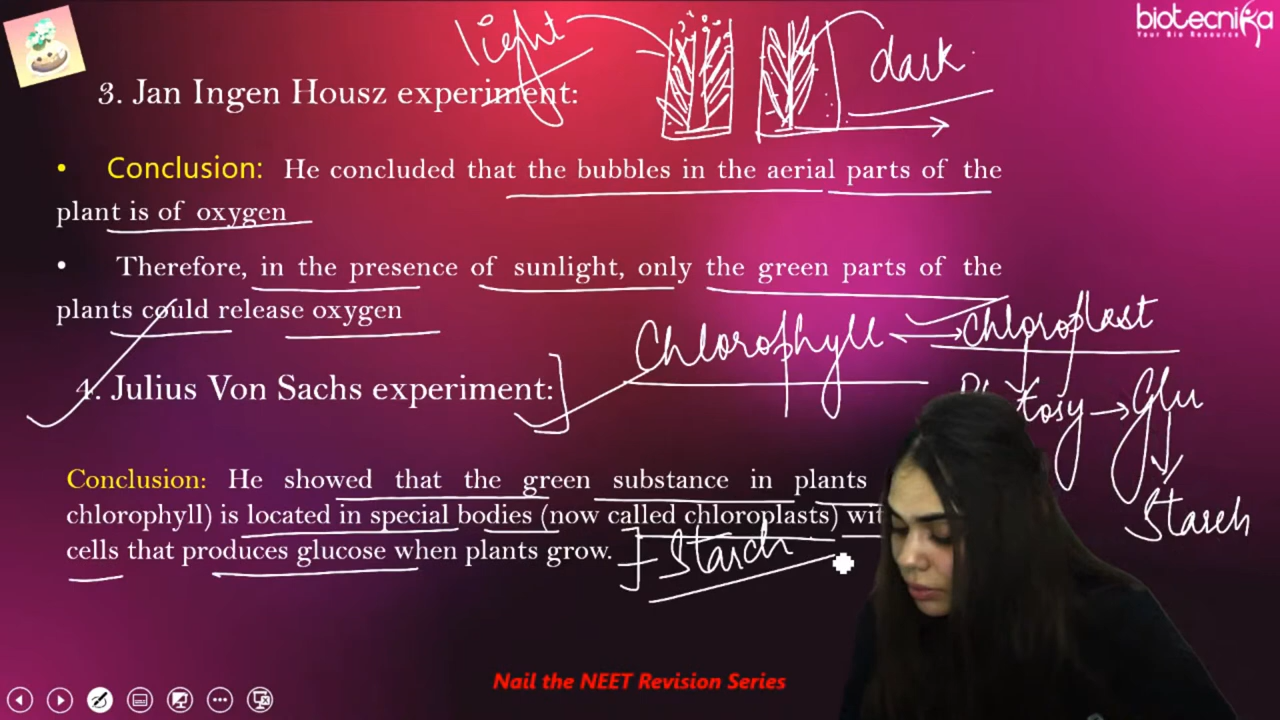 biotecnika
Your Bio Resource
light
dark
3. Jan Ingen Housz experiment:
• Conclusion: He concluded that the bubbles in the aerial parts of the
plant is of oxygen
• Therefore, in the presence of sunlight, only the green parts of the
plants could release oxygen
Chlorophyll
Chloroplast
4. Julius Von Sachs experiment:
Glu
Starch
Conclusion: He showed that the green substance in plants
chlorophyll) is located in special bodies (now called chloroplasts)
cells that produces glucose when plants grow.
Starch
Nail the NEET Revision Series